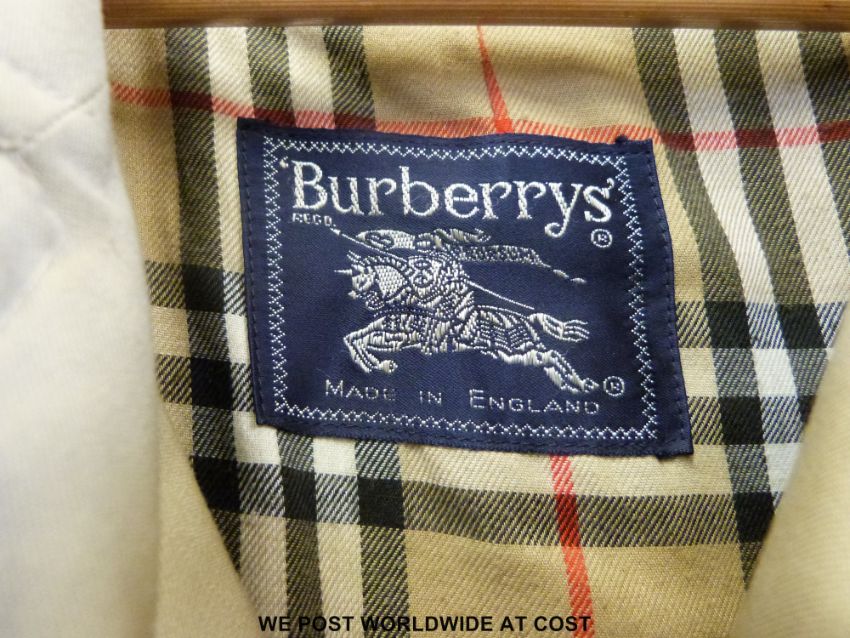 'Burberrys'
REGD. ®
MADE IN ENGLAND ®
WE POST WORLDWIDE AT COST